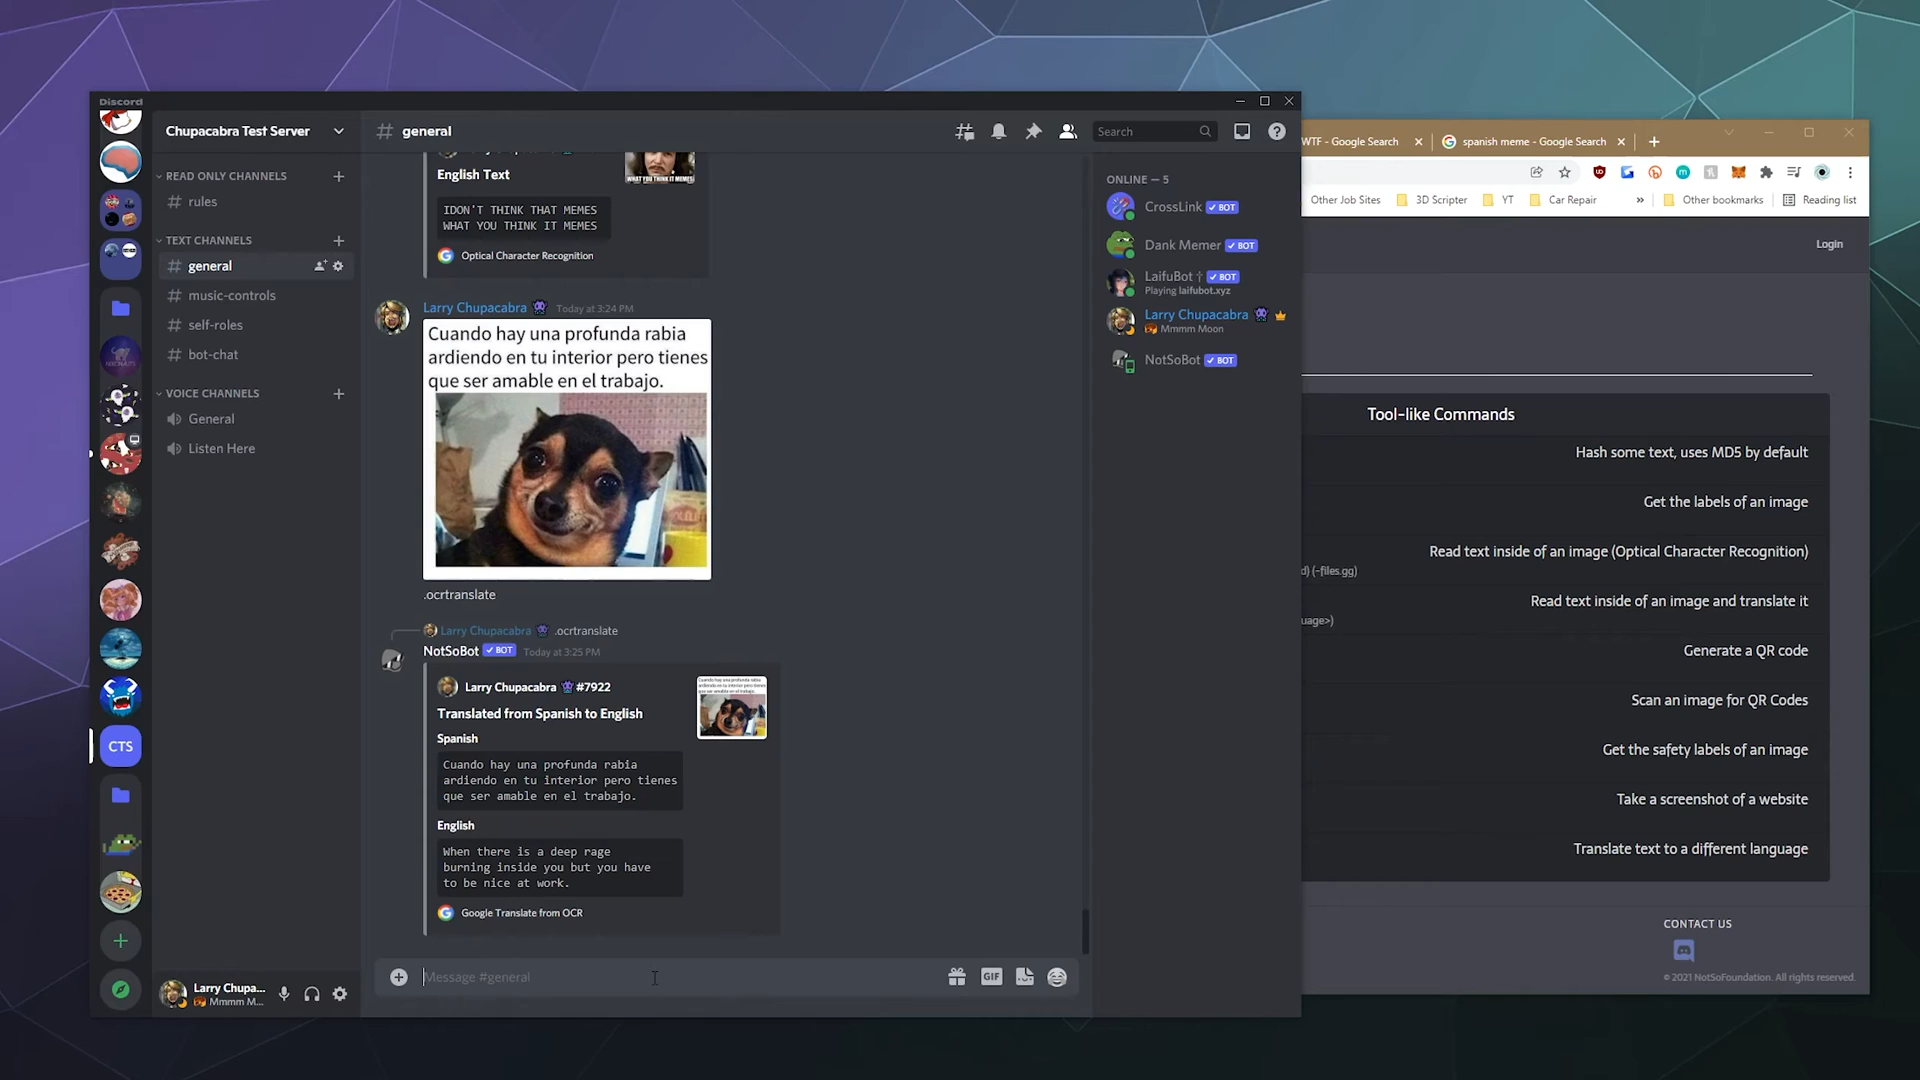 Discord
Chupacabra Test Server
READ ONLY CHANNELS
rules
TEXT CHANNELS
general
music-controls
self-roles
bot-chat
VOICE CHANNELS
General
Listen Here
CTS
Larry Chupa...
Mmmm M...
general
Search
WHAT YOU THINK IT MEMES
English Text
IDON'T THINK THAT MEMES
WHAT YOU THINK IT MEMES
Optical Character Recognition
Larry Chupacabra Today at 3:24 PM
Cuando hay una profunda rabia
ardiendo en tu interior pero tienes
que ser amable en el trabajo.
.ocrtranslate
Larry Chupacabra .ocrtranslate
NotSoBot BOT Today at 3:25 PM
Larry Chupacabra #7922
Translated from Spanish to English
Spanish
Cuando hay una profunda rabia
ardiendo en tu interior pero tienes
que ser amable en el trabajo.
English
When there is a deep rage
burning inside you but you have
to be nice at work.
Google Translate from OCR
Message #general
GIF
ONLINE — 5
CrossLink BOT
Dank Memer BOT
LaifuBot † BOT
Playing laifubot.xyz
Larry Chupacabra
Mmmm Moon
NotSoBot BOT
WTF - Google Search
spanish meme - Google Search
Other Job Sites
3D Scripter
YT
Car Repair
»
Other bookmarks
Reading list
Login
Tool-like Commands
Hash some text, uses MD5 by default
Get the labels of an image
Read text inside of an image (Optical Character Recognition)
d) (-files.gg)
Read text inside of an image and translate it
uage>)
Generate a QR code
Scan an image for QR Codes
Get the safety labels of an image
Take a screenshot of a website
Translate text to a different language
CONTACT US
© 2021 NotSoFoundation. All rights reserved.